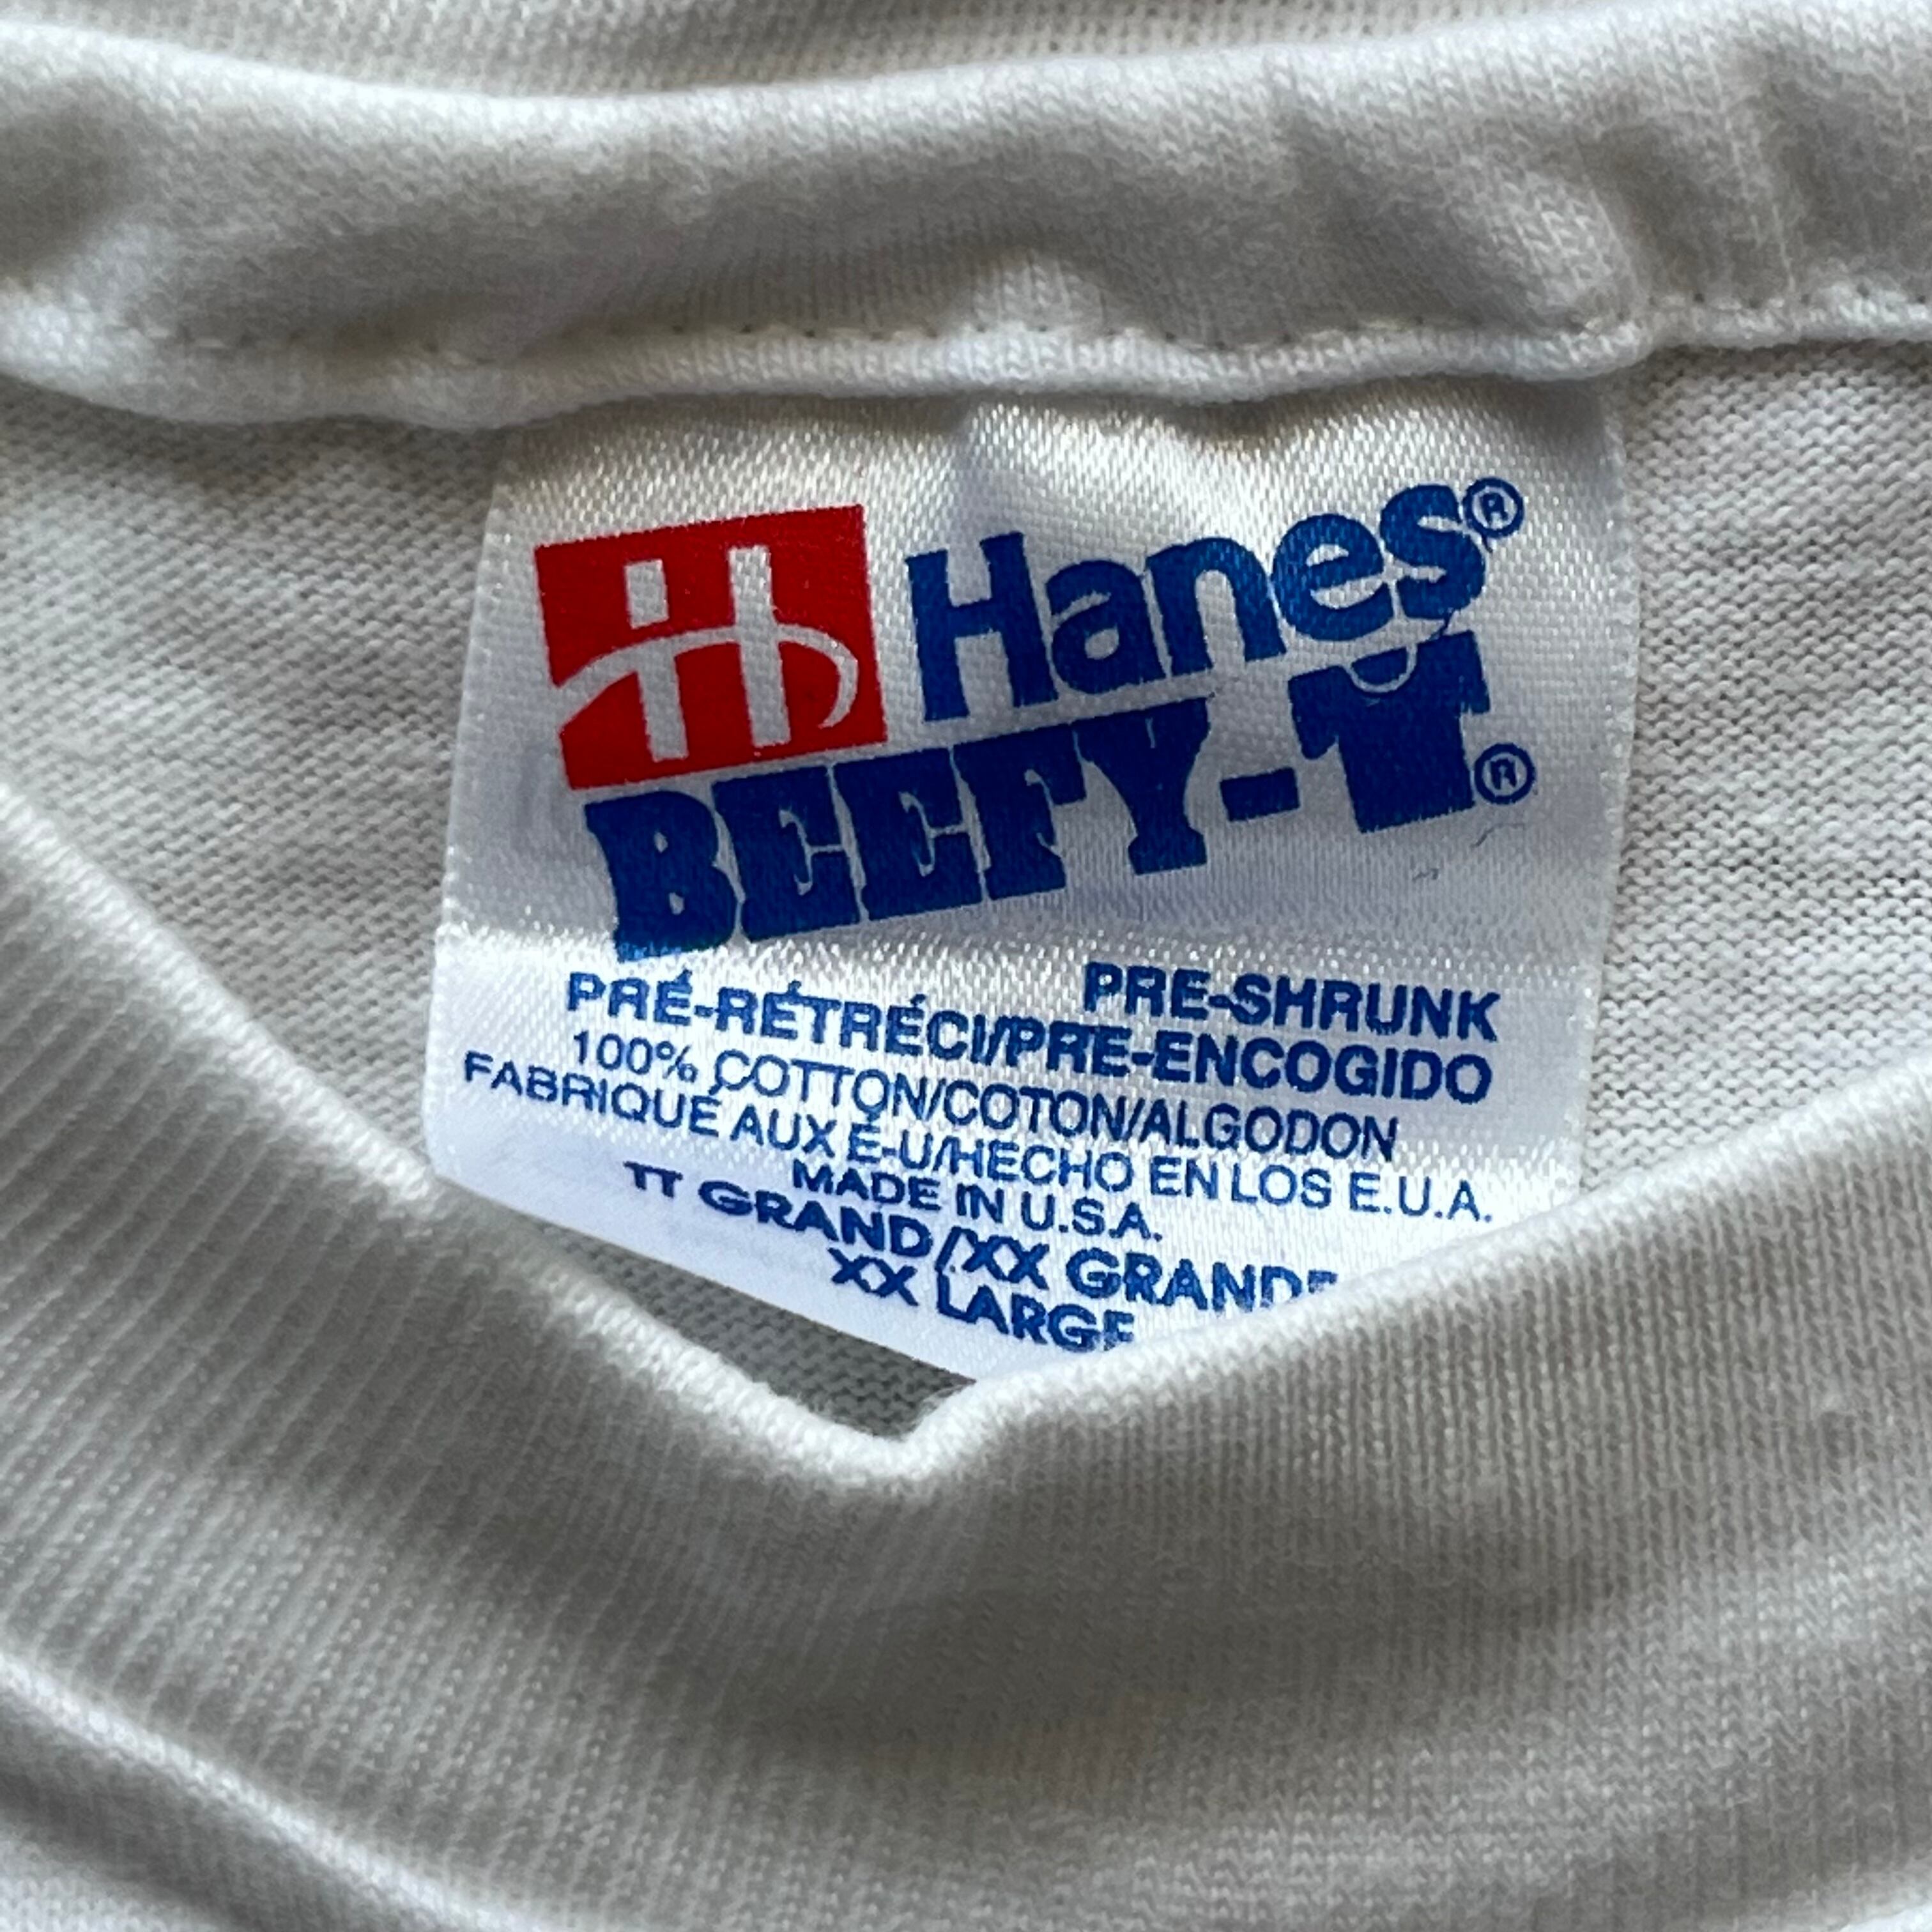 Hanes®
BEEFY-T®
PRE-SHRUNK
PRÉ-RÉTRÉCI/PRE-ENCOGIDO
100% COTTON/COTON/ALGODON
FABRIQUÉ AUX É-U/HECHO EN LOS E.U.A.
MADE IN U.S.A.
TT GRAND/XX GRANDE
XX LARGE